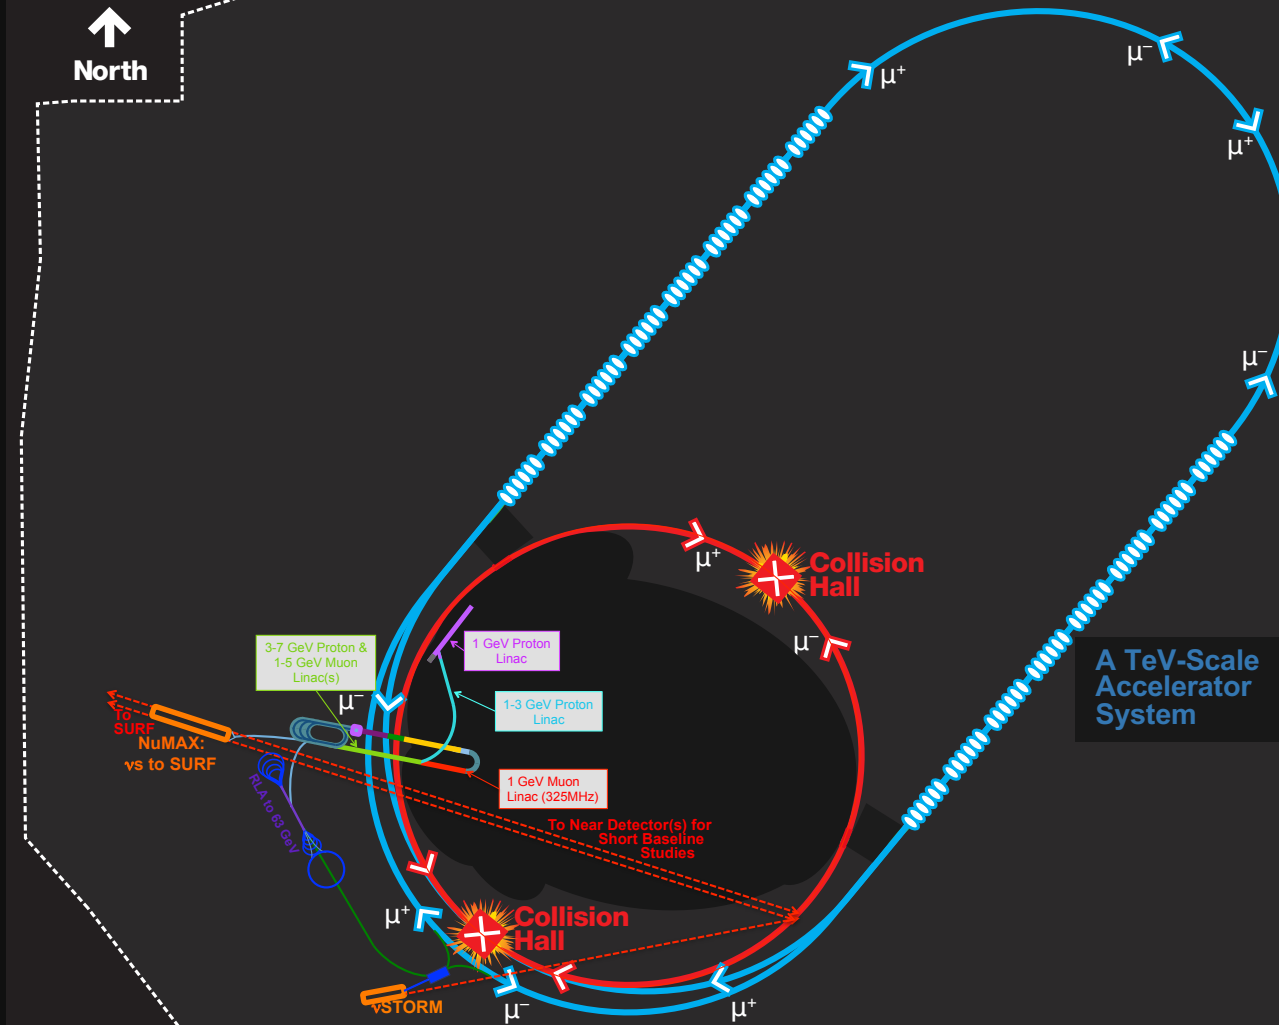 North
μ⁻
μ⁺
μ⁺
μ⁻
μ⁺
Collision
Hall
μ⁻
3-7 GeV Proton &
1-5 GeV Muon
Linac(s)
1 GeV Proton
Linac
A TeV-Scale
Accelerator
System
μ⁻
1-3 GeV Proton
Linac
To
SURF
NuMAX:
νs to SURF
RLA to 63 GeV
1 GeV Muon
Linac (325MHz)
To Near Detector(s) for
Short Baseline
Studies
μ⁺
Collision
Hall
νSTORM
μ⁻
μ⁺